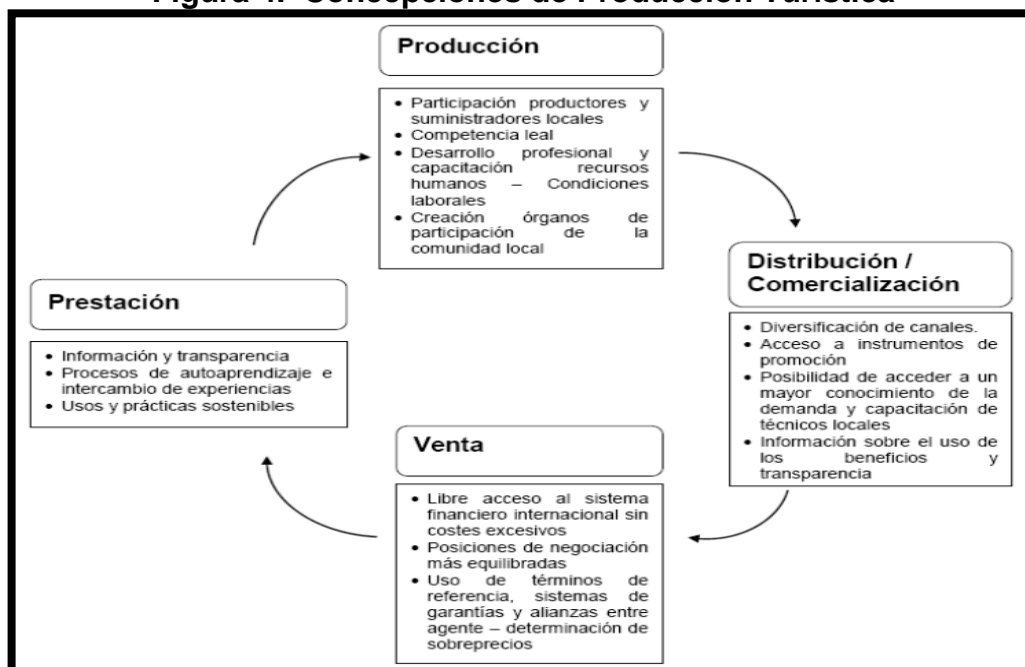 Figura 4. Concepciones de Producción Turística
Producción
• Participación productores y
suministradores locales
• Competencia leal
• Desarrollo profesional y
capacitación recursos
humanos – Condiciones
laborales
• Creación órganos de
participación de la
comunidad local
Distribución /
Comercialización
• Diversificación de canales.
• Acceso a instrumentos de
promoción
• Posibilidad de acceder a un
mayor conocimiento de la
demanda y capacitación de
técnicos locales
• Información sobre el uso de
los beneficios y
transparencia
Venta
• Libre acceso al sistema
financiero internacional sin
costes excesivos
• Posiciones de negociación
más equilibradas
• Uso de términos de
referencia, sistemas de
garantías y alianzas entre
agente – determinación de
sobreprecios
Prestación
• Información y transparencia
• Procesos de autoaprendizaje e
intercambio de experiencias
• Usos y prácticas sostenibles